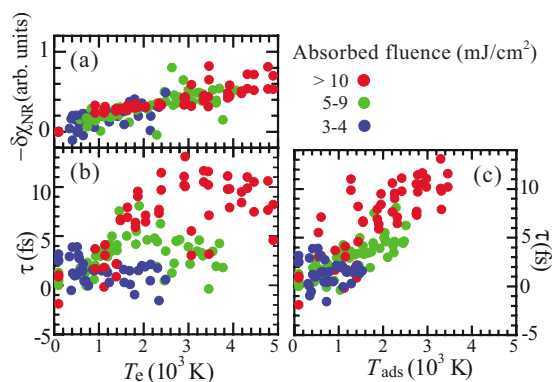 −δχNR (arb. units)
1
0
(a)
Absorbed fluence (mJ/cm²)
> 10
5-9
3-4
τ (fs)
10
5
0
-5
(b)
(c)
10
5
0
-5
τ(fs)
0 1 2 3 4 5
0 1 2 3 4 5
Te (10³ K)
Tads (10³ K)